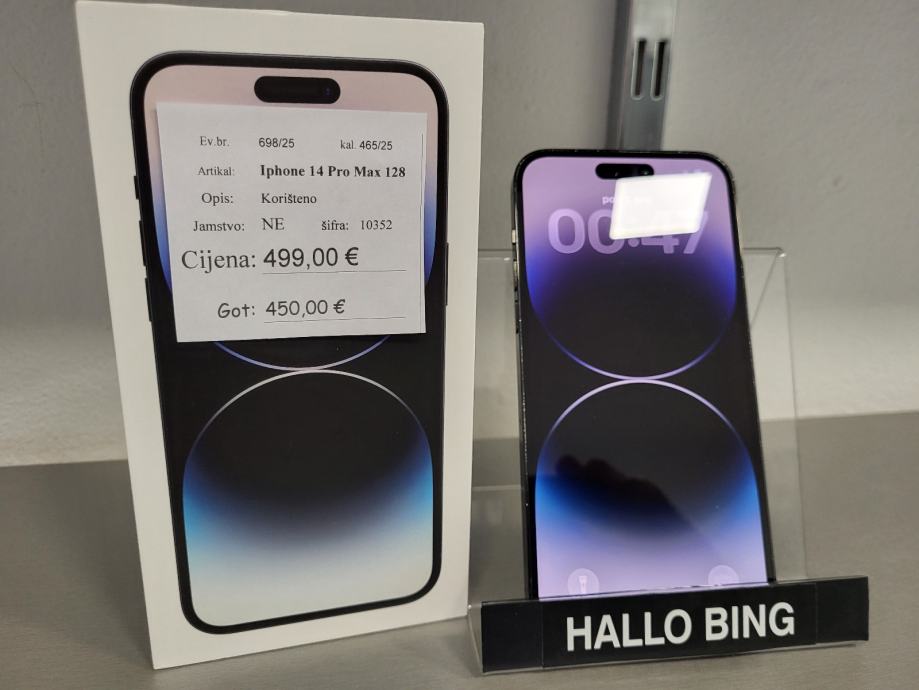 Ev.br. 698/25 kal. 465/25
Artikal: Iphone 14 Pro Max 128
Opis: Korišteno
Jamstvo: NE šifra: 10352
Cijena: 499,00 €
Got: 450,00 €
00:47
HALLO BING